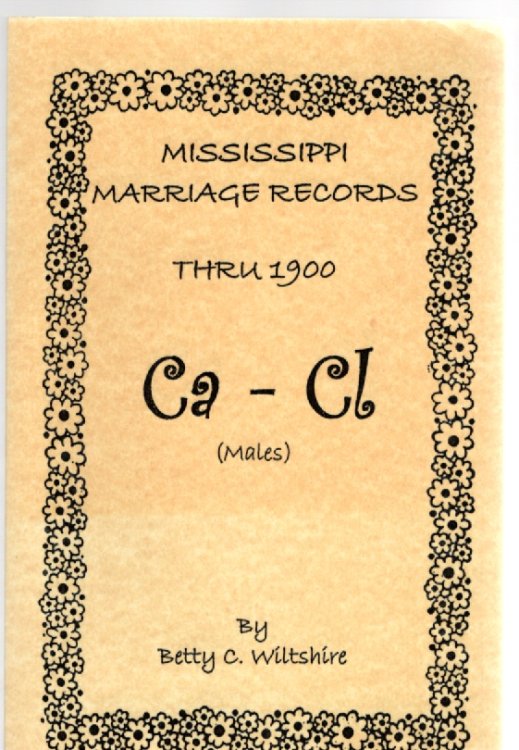 MISSISSIPPI
MARRIAGE RECORDS
THRU 1900
Ca - Cl
(Males)
By
Betty C. Wiltshire